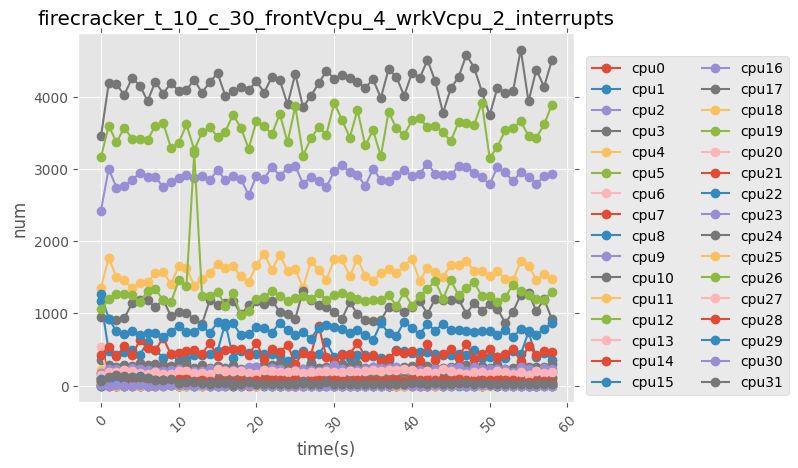 firecracker_t_10_c_30_frontVcpu_4_wrkVcpu_2_interrupts
num
4000
3000
2000
1000
0
0
10
20
30
40
50
60
time(s)
cpu0
cpu1
cpu2
cpu3
cpu4
cpu5
cpu6
cpu7
cpu8
cpu9
cpu10
cpu11
cpu12
cpu13
cpu14
cpu15
cpu16
cpu17
cpu18
cpu19
cpu20
cpu21
cpu22
cpu23
cpu24
cpu25
cpu26
cpu27
cpu28
cpu29
cpu30
cpu31